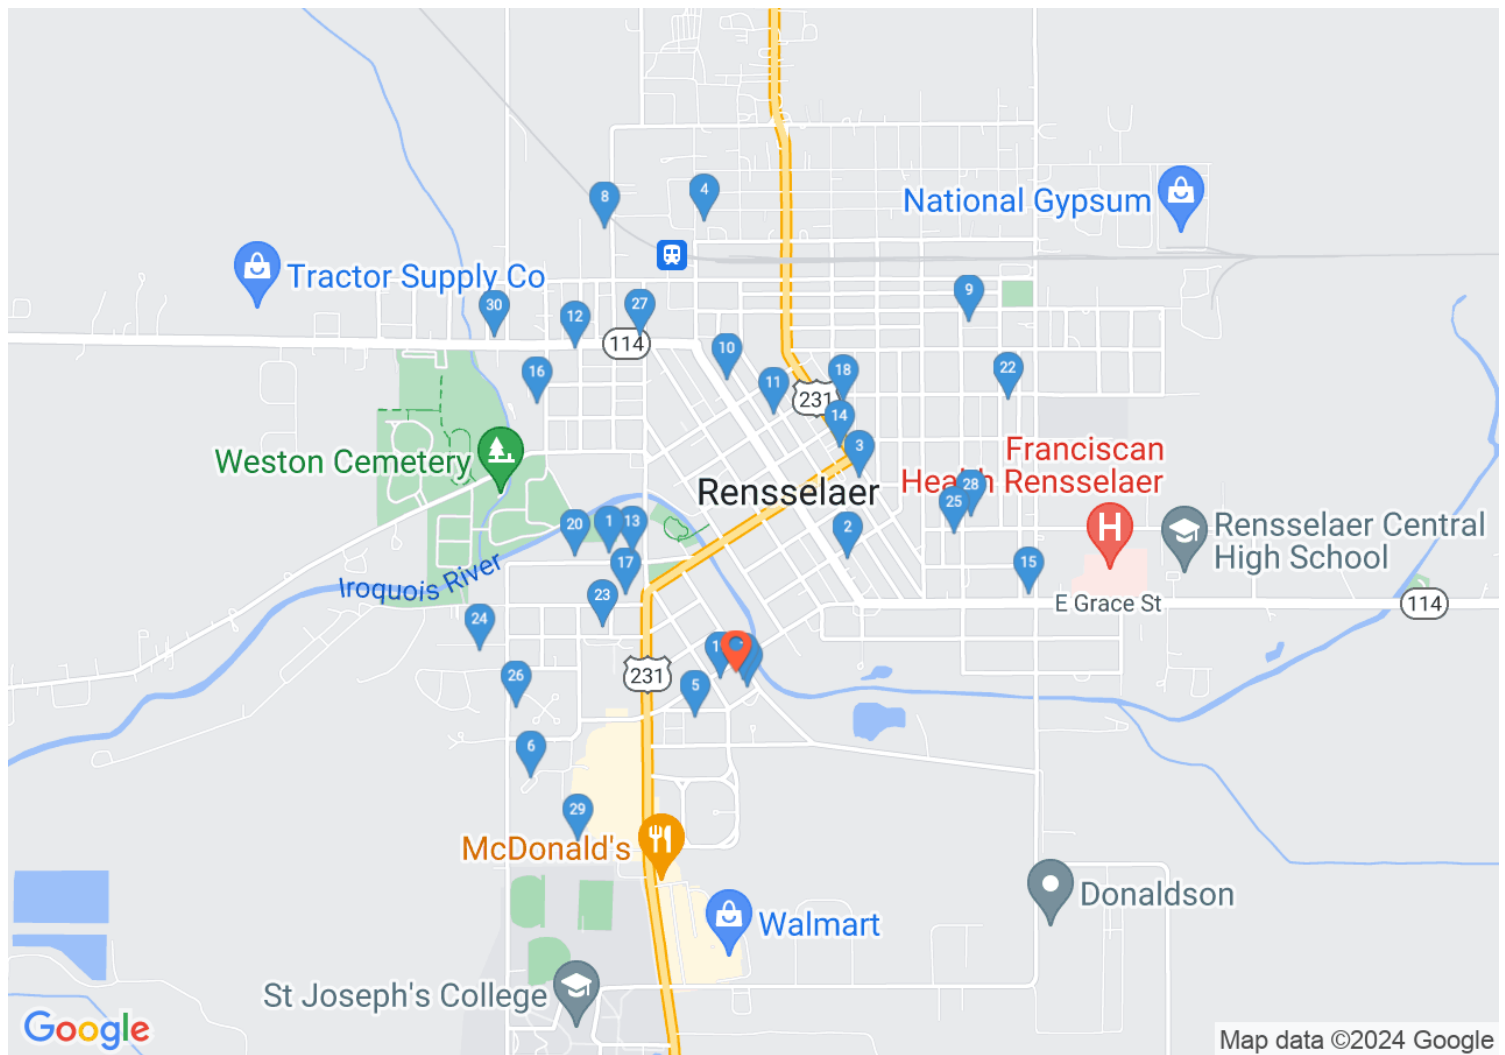 4
8
National Gypsum
Tractor Supply Co
9
30
12
27
114
10
16
11
18
22
231
14
3
Franciscan
Health Rensselaer
Weston Cemetery
Rensselaer
28
25
20
1
13
2
Rensselaer Central
High School
H
17
15
Iroquois River
E Grace St
114
23
24
231
26
5
6
29
McDonald's
Donaldson
Walmart
St Joseph's College
Google
Map data ©2024 Google